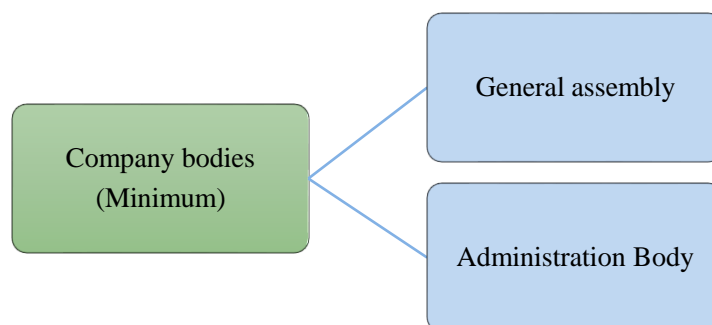 General assembly
Company bodies
(Minimum)
Administration Body